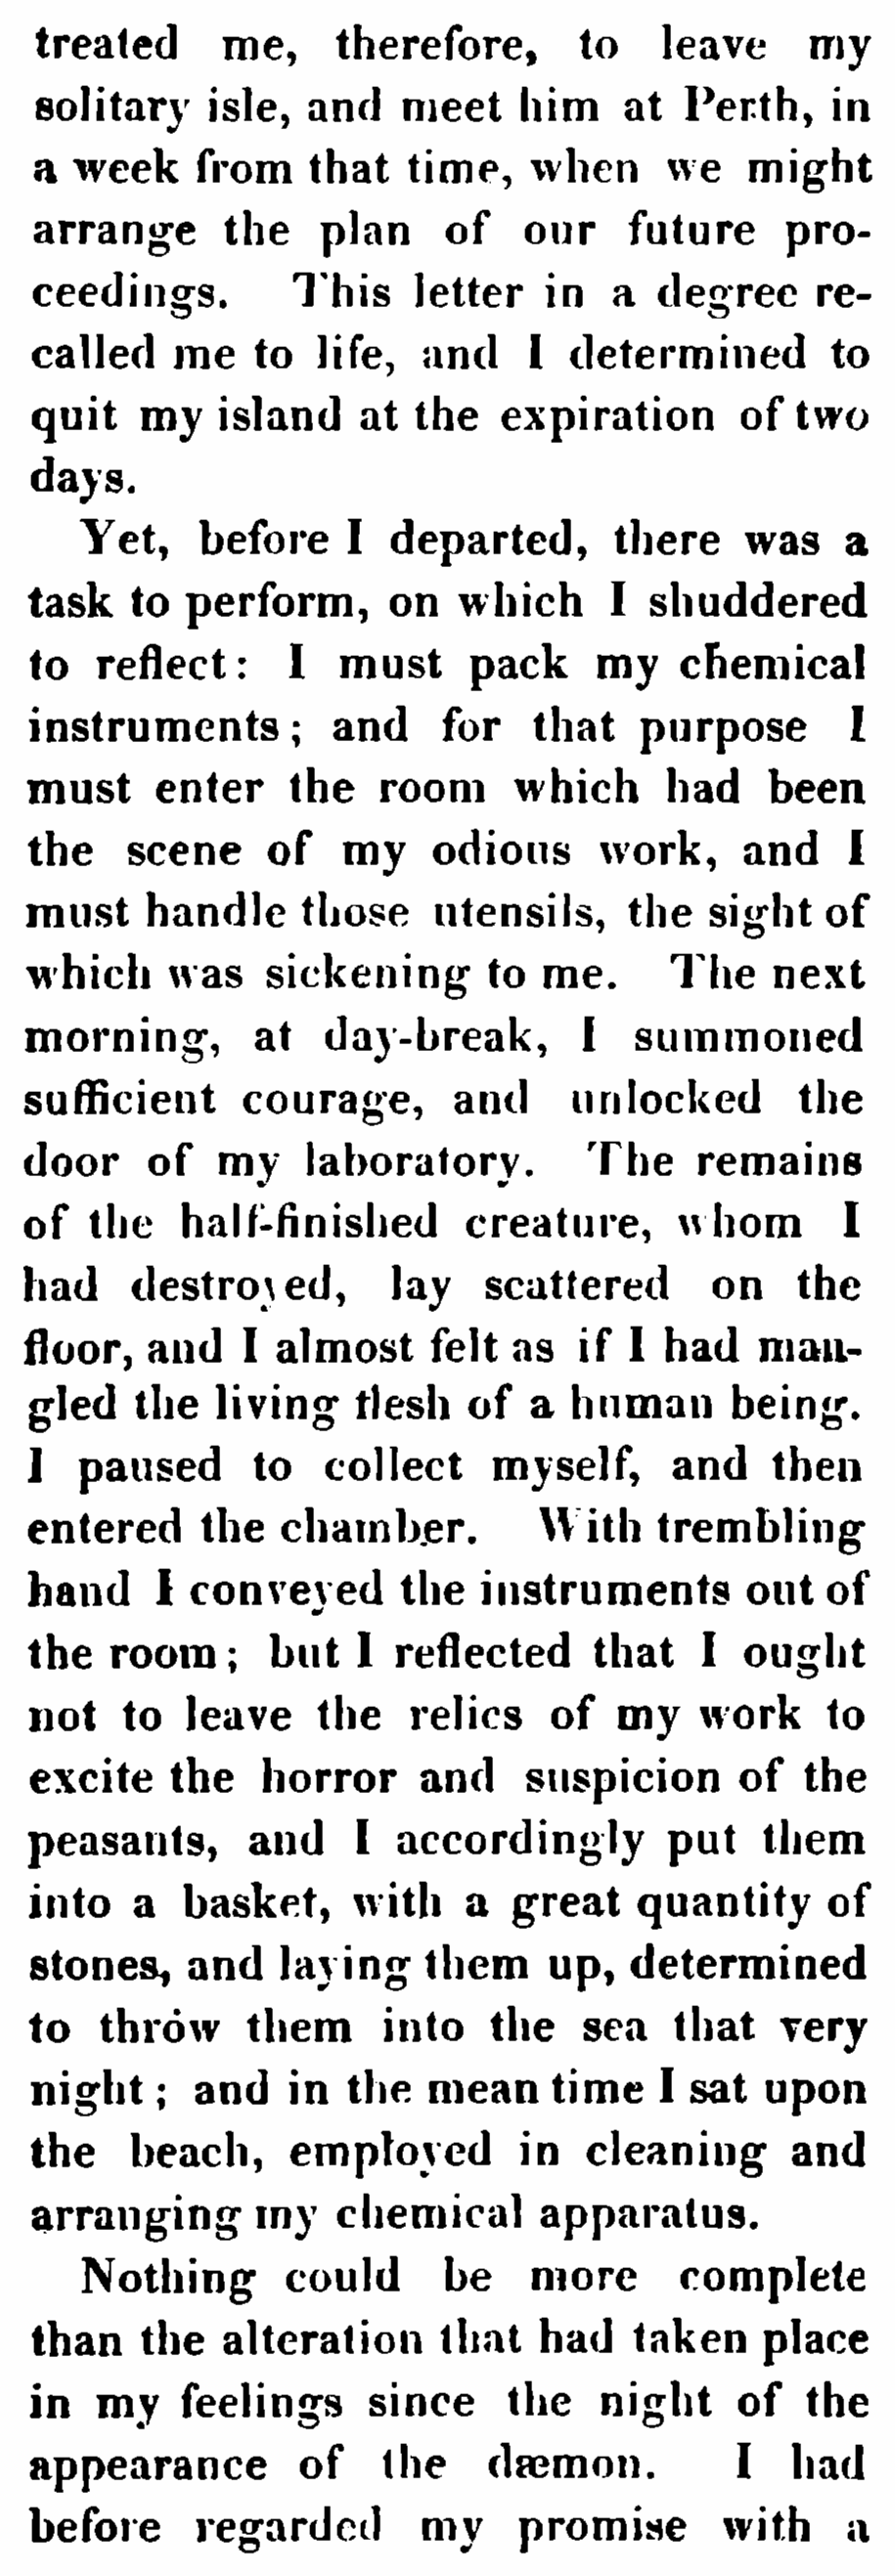 treated me, therefore, to leave my
solitary isle, and meet him at Perth, in
a week from that time, when we might
arrange the plan of our future pro-
ceedings. This letter in a degree re-
called me to life, and I determined to
quit my island at the expiration of two
days.
Yet, before I departed, there was a
task to perform, on which I shuddered
to reflect: I must pack my chemical
instruments; and for that purpose I
must enter the room which had been
the scene of my odious work, and I
must handle those utensils, the sight of
which was sickening to me. The next
morning, at day-break, I summoned
sufficient courage, and unlocked the
door of my laboratory. The remains
of the half-finished creature, whom I
had destroyed, lay scattered on the
floor, and I almost felt as if I had man-
gled the living flesh of a human being.
I paused to collect myself, and then
entered the chamber. With trembling
hand I conveyed the instruments out of
the room; but I reflected that I ought
not to leave the relics of my work to
excite the horror and suspicion of the
peasants, and I accordingly put them
into a basket, with a great quantity of
stones, and laying them up, determined
to throw them into the sea that very
night; and in the mean time I sat upon
the beach, employed in cleaning and
arranging my chemical apparatus.
Nothing could be more complete
than the alteration that had taken place
in my feelings since the night of the
appearance of the dæmon. I had
before regarded my promise with a